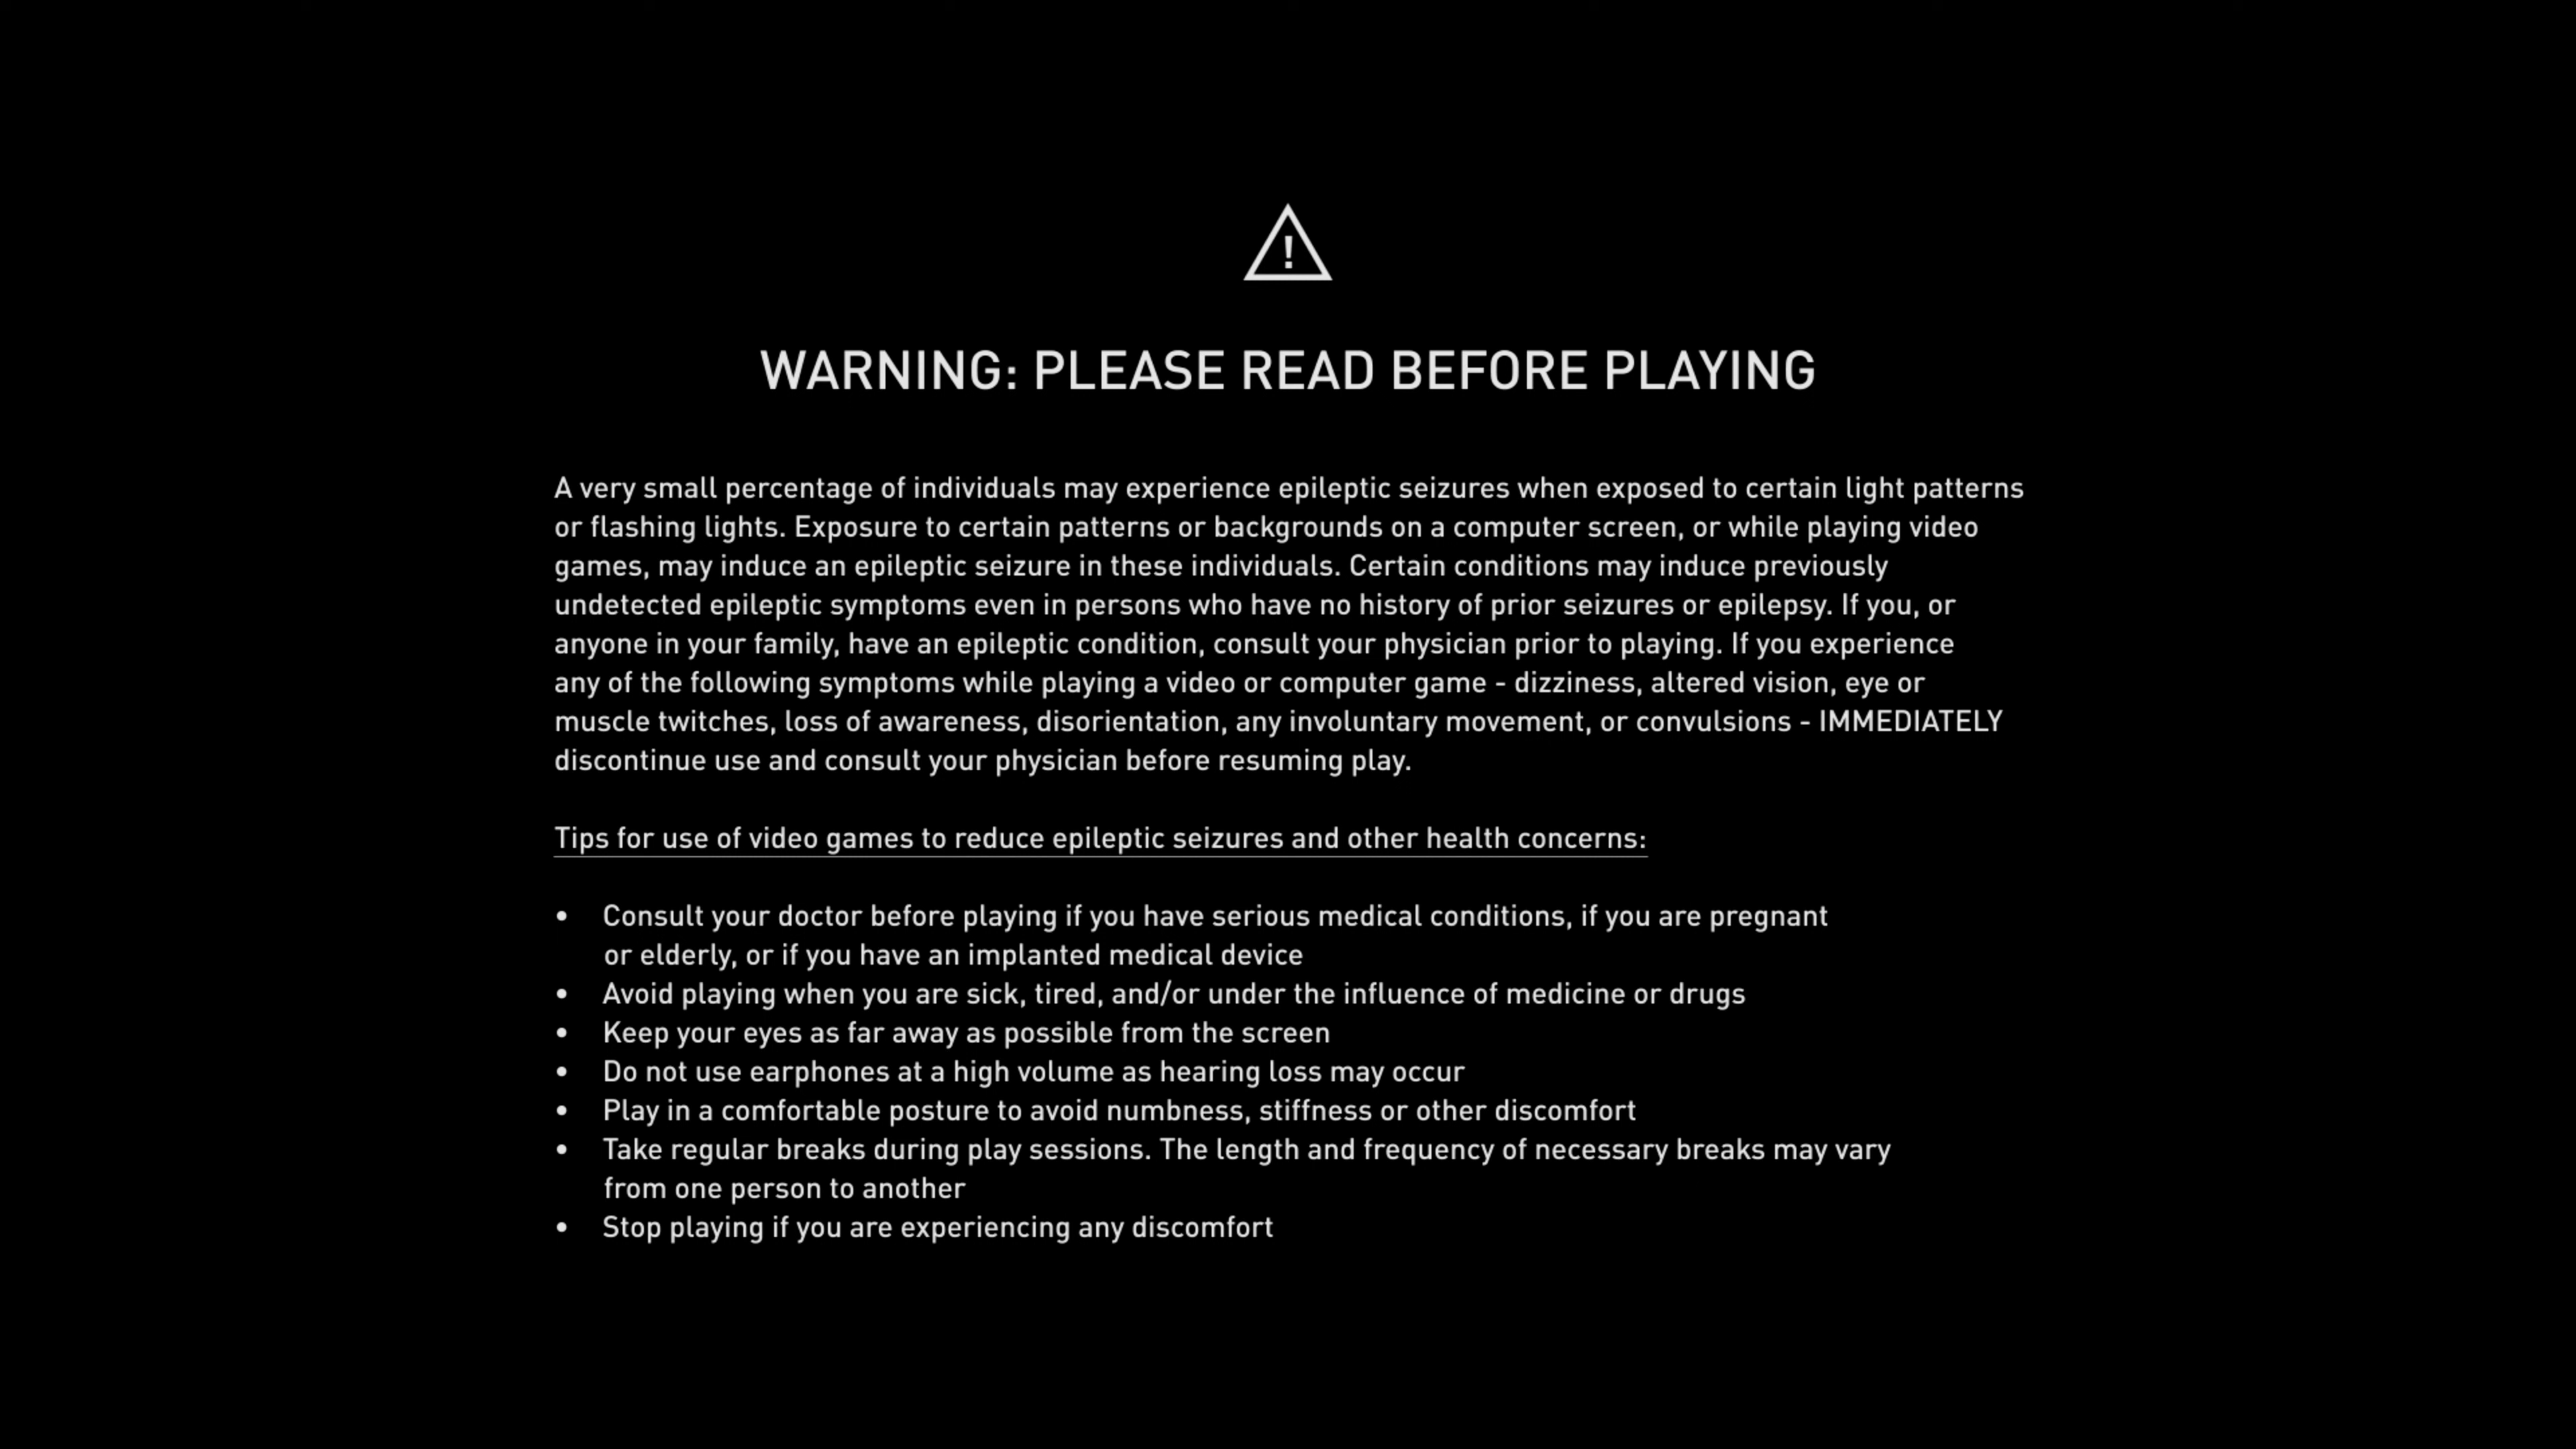 !
WARNING: PLEASE READ BEFORE PLAYING
A very small percentage of individuals may experience epileptic seizures when exposed to certain light patterns
or flashing lights. Exposure to certain patterns or backgrounds on a computer screen, or while playing video
games, may induce an epileptic seizure in these individuals. Certain conditions may induce previously
undetected epileptic symptoms even in persons who have no history of prior seizures or epilepsy. If you, or
anyone in your family, have an epileptic condition, consult your physician prior to playing. If you experience
any of the following symptoms while playing a video or computer game - dizziness, altered vision, eye or
muscle twitches, loss of awareness, disorientation, any involuntary movement, or convulsions - IMMEDIATELY
discontinue use and consult your physician before resuming play.
Tips for use of video games to reduce epileptic seizures and other health concerns:
• Consult your doctor before playing if you have serious medical conditions, if you are pregnant
or elderly, or if you have an implanted medical device
• Avoid playing when you are sick, tired, and/or under the influence of medicine or drugs
• Keep your eyes as far away as possible from the screen
• Do not use earphones at a high volume as hearing loss may occur
• Play in a comfortable posture to avoid numbness, stiffness or other discomfort
• Take regular breaks during play sessions. The length and frequency of necessary breaks may vary
from one person to another
• Stop playing if you are experiencing any discomfort